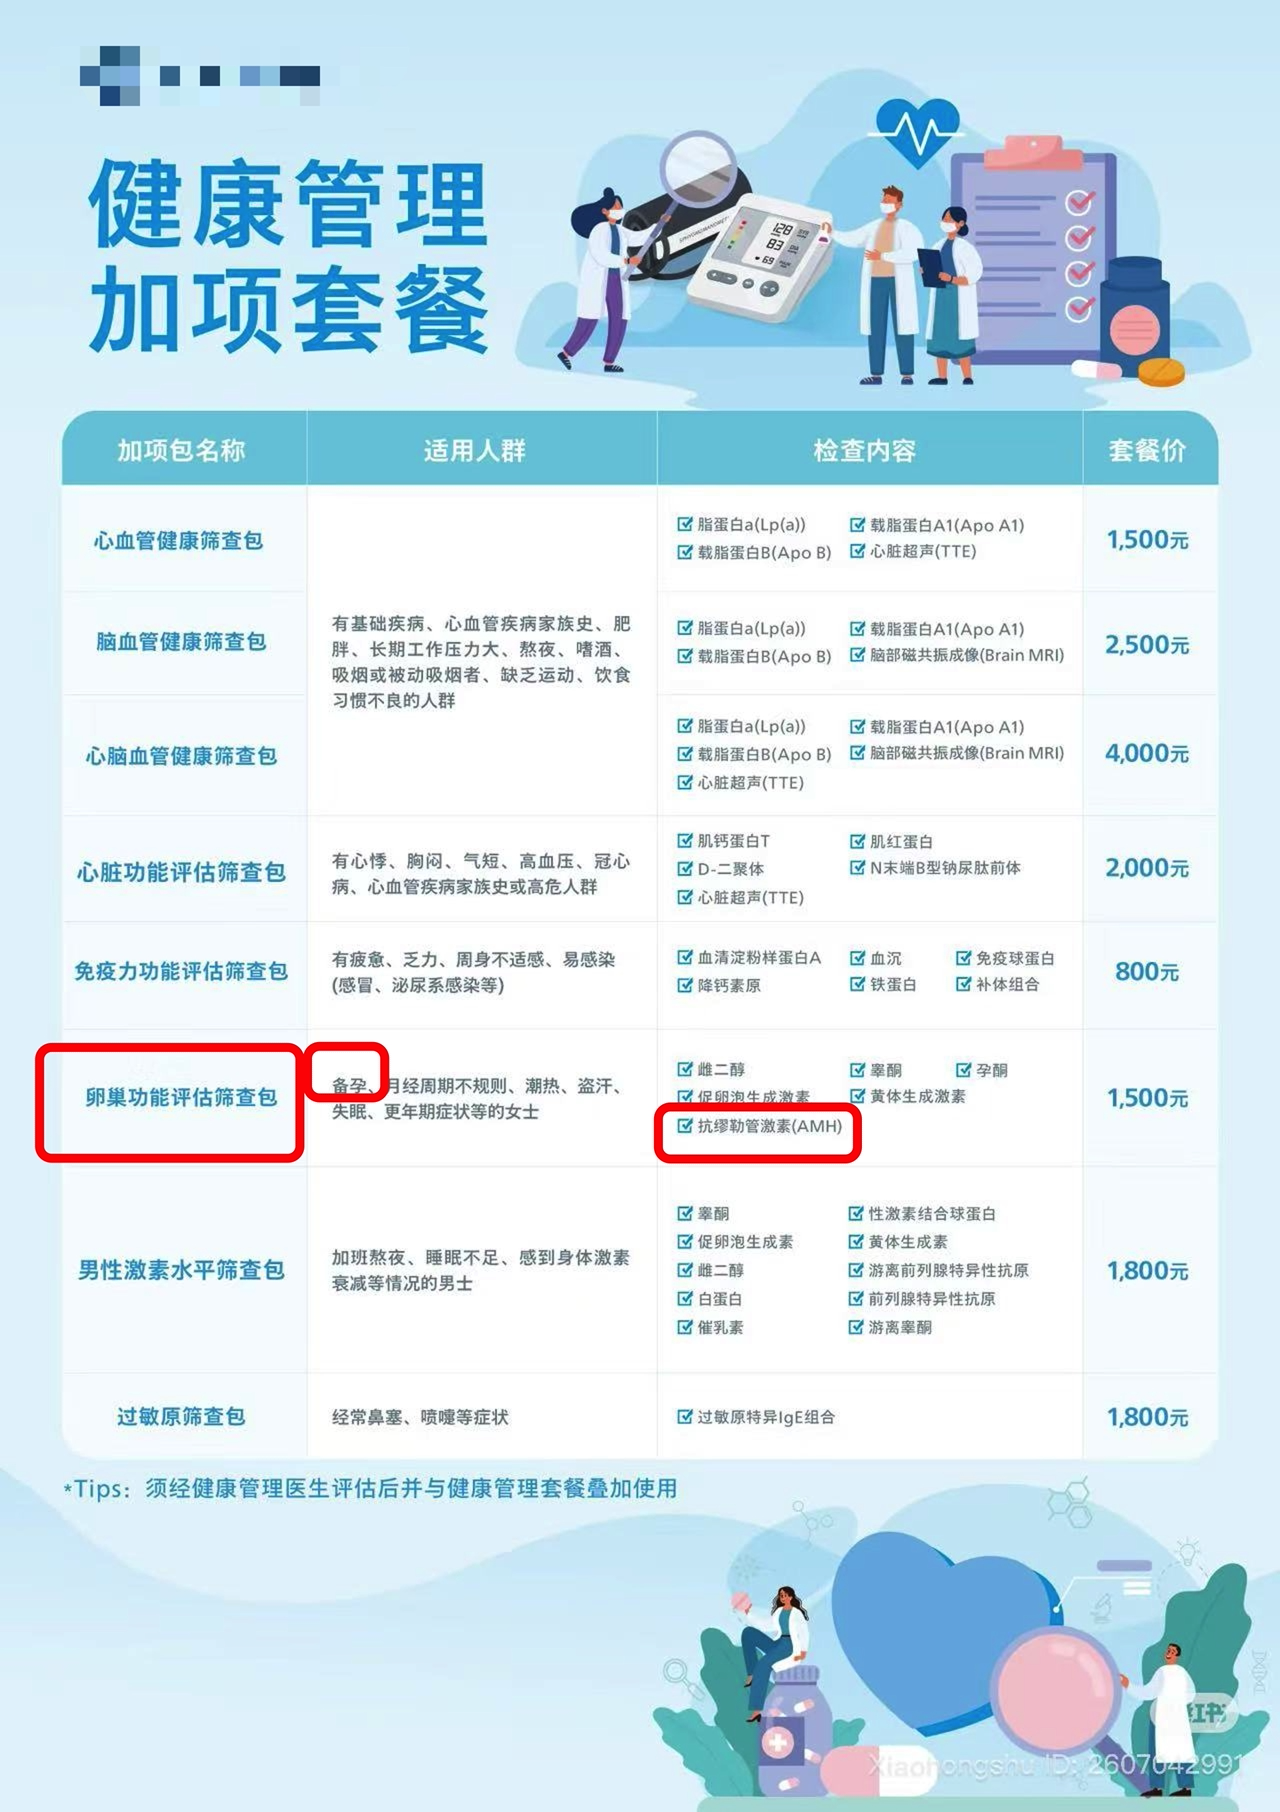 健康管理
加项套餐
SPHYGMOMANOMETER
128
83
69
加项包名称 适用人群 检查内容 套餐价
心血管健康筛查包
脂蛋白a(Lp(a)) 载脂蛋白A1(Apo A1)
载脂蛋白B(Apo B) 心脏超声(TTE)
1,500元
有基础疾病、心血管疾病家族史、肥
胖、长期工作压力大、熬夜、嗜酒、
吸烟或被动吸烟者、缺乏运动、饮食
习惯不良的人群
脑血管健康筛查包
脂蛋白a(Lp(a)) 载脂蛋白A1(Apo A1)
载脂蛋白B(Apo B) 脑部磁共振成像(Brain MRI)
2,500元
心脑血管健康筛查包
脂蛋白a(Lp(a)) 载脂蛋白A1(Apo A1)
载脂蛋白B(Apo B) 脑部磁共振成像(Brain MRI)
心脏超声(TTE)
4,000元
心脏功能评估筛查包
有心悸、胸闷、气短、高血压、冠心
病、心血管疾病家族史或高危人群
肌钙蛋白T 肌红蛋白
D-二聚体 N末端B型钠尿肽前体
心脏超声(TTE)
2,000元
免疫力功能评估筛查包
有疲惫、乏力、周身不适感、易感染
(感冒、泌尿系感染等)
血清淀粉样蛋白A 血沉 免疫球蛋白
降钙素原 铁蛋白 补体组合
800元
卵巢功能评估筛查包
备孕、月经周期不规则、潮热、盗汗、
失眠、更年期症状等的女士
雌二醇 睾酮 孕酮
促卵泡生成激素 黄体生成激素
抗缪勒管激素(AMH)
1,500元
男性激素水平筛查包
加班熬夜、睡眠不足、感到身体激素
衰减等情况的男士
睾酮 性激素结合球蛋白
促卵泡生成素 黄体生成素
雌二醇 游离前列腺特异性抗原
白蛋白 前列腺特异性抗原
催乳素 游离睾酮
1,800元
过敏原筛查包
经常鼻塞、喷嚏等症状
过敏原特异IgE组合
1,800元
*Tips：须经健康管理医生评估后并与健康管理套餐叠加使用
红书
Xiaohongshu ID: 2607042991